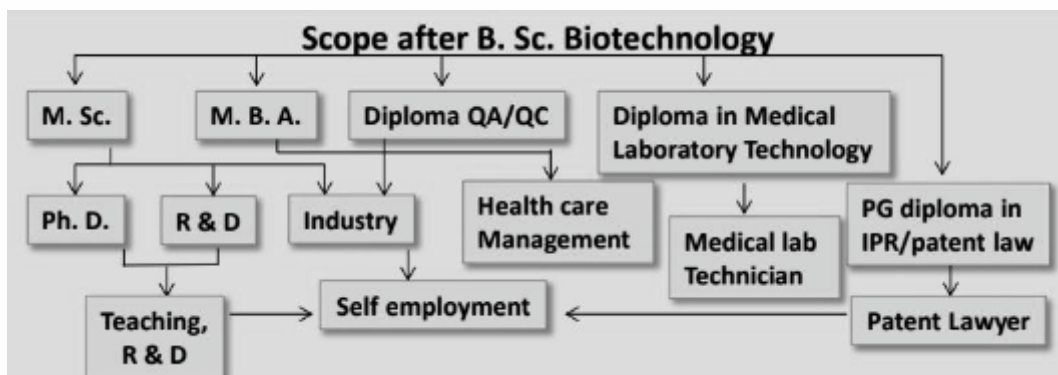 Scope after B. Sc. Biotechnology
M. Sc.
M. B. A.
Diploma QA/QC
Diploma in Medical
Laboratory Technology
Ph. D.
R & D
Industry
Health care
Management
Medical lab
Technician
PG diploma in
IPR/patent law
Teaching,
R & D
Self employment
Patent Lawyer